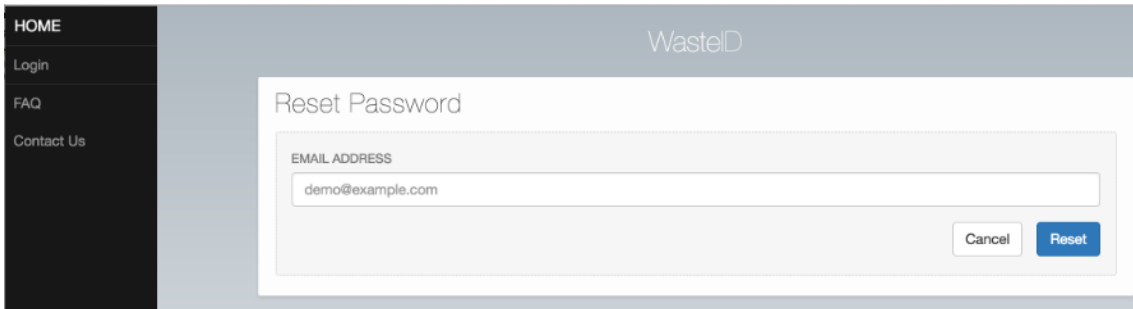 HOME
Login
FAQ
Contact Us
WasteID
Reset Password
EMAIL ADDRESS
demo@example.com
Cancel Reset